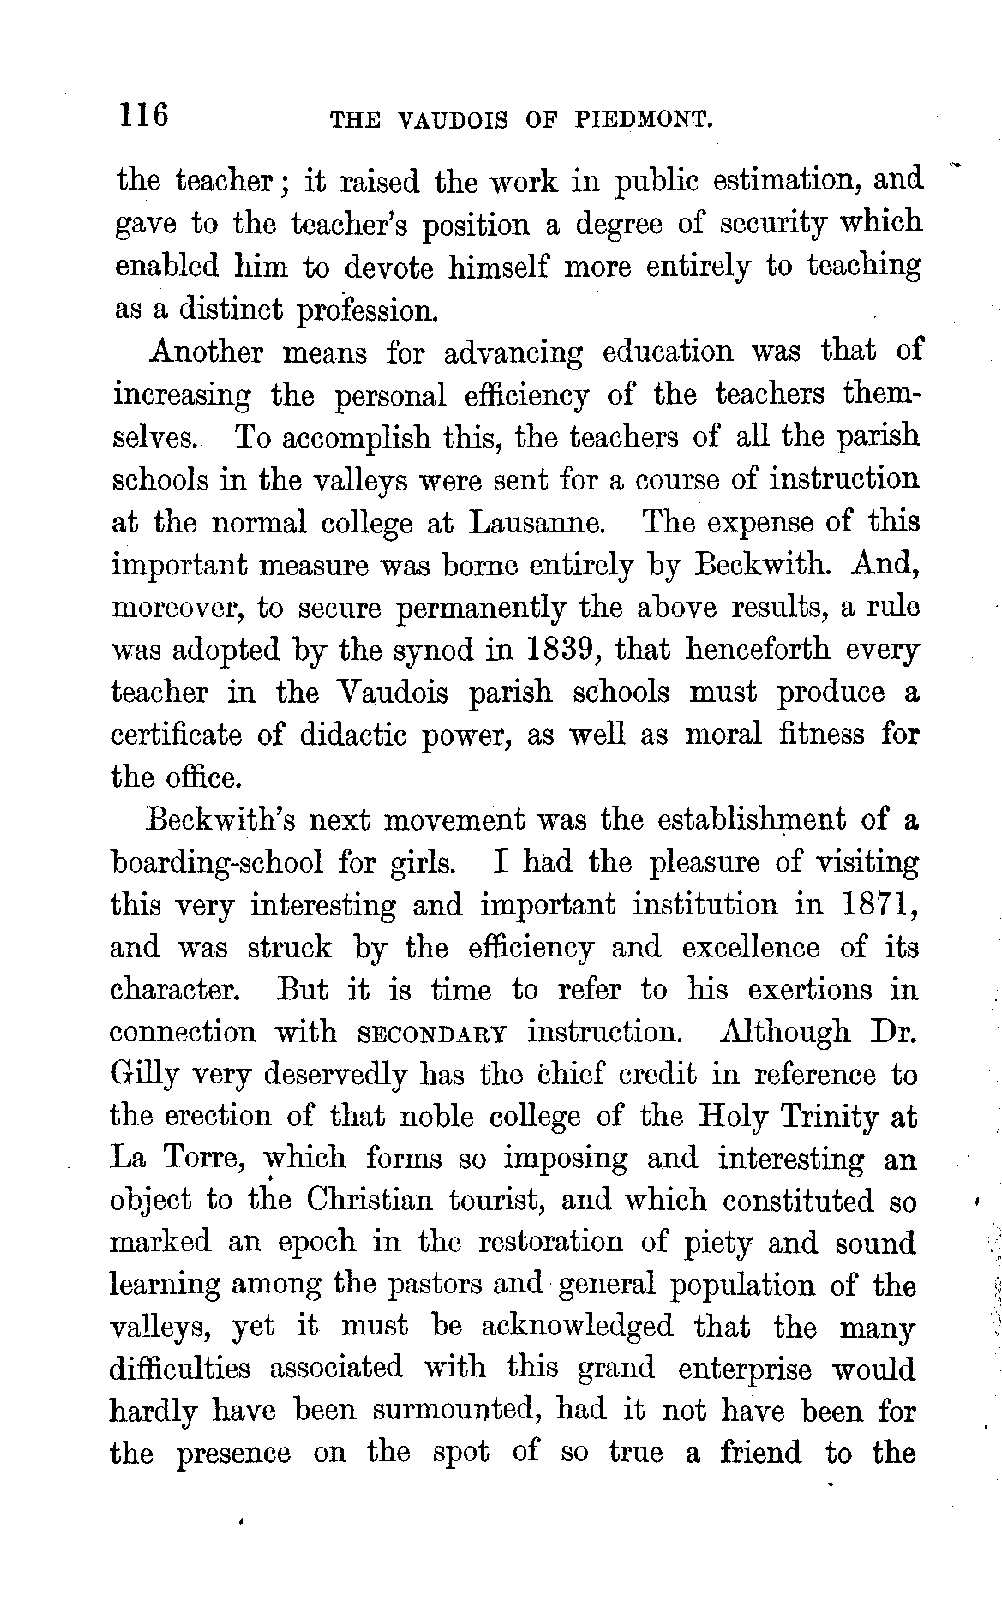 116 THE VAUDOIS OF PIEDMONT.
the teacher; it raised the work in public estimation, and
gave to the teacher's position a degree of security which
enabled him to devote himself more entirely to teaching
as a distinct profession.
Another means for advancing education was that of
increasing the personal efficiency of the teachers them-
selves. To accomplish this, the teachers of all the parish
schools in the valleys were sent for a course of instruction
at the normal college at Lausanne. The expense of this
important measure was borne entirely by Beckwith. And,
moreover, to secure permanently the above results, a rule
was adopted by the synod in 1839, that henceforth every
teacher in the Vaudois parish schools must produce a
certificate of didactic power, as well as moral fitness for
the office.
Beckwith's next movement was the establishment of a
boarding-school for girls. I had the pleasure of visiting
this very interesting and important institution in 1871,
and was struck by the efficiency and excellence of its
character. But it is time to refer to his exertions in
connection with SECONDARY instruction. Although Dr.
Gilly very deservedly has the chief credit in reference to
the erection of that noble college of the Holy Trinity at
La Torre, which forms so imposing and interesting an
object to the Christian tourist, and which constituted so
marked an epoch in the restoration of piety and sound
learning among the pastors and general population of the
valleys, yet it must be acknowledged that the many
difficulties associated with this grand enterprise would
hardly have been surmounted, had it not have been for
the presence on the spot of so true a friend to the